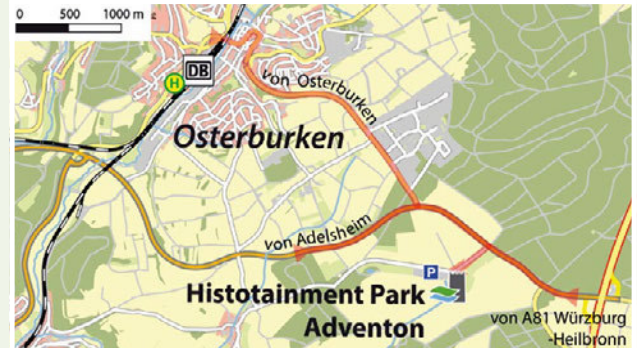 0 500 1000 m
DB
H
von Osterburken
Osterburken
von Adelsheim
P
Histotainment Park
Adventon
von A81 Würzburg
-Heilbronn